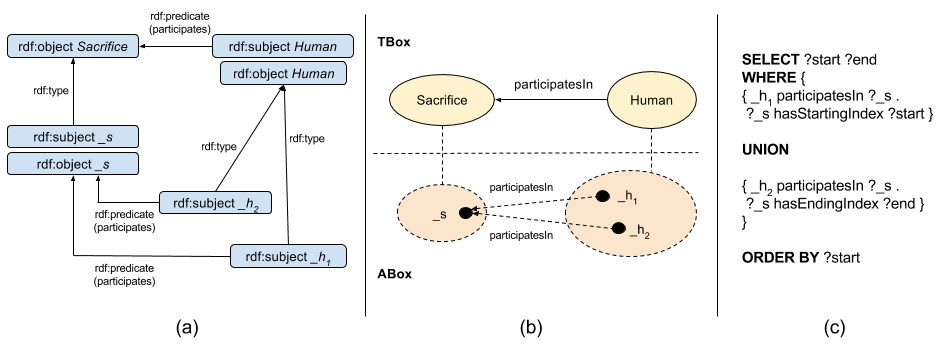 rdf:predicate
(participates)
rdf:object Sacrifice
rdf:subject Human
rdf:object Human
rdf:type
rdf:type
rdf:type
rdf:subject _s
rdf:object _s
rdf:subject _h2
rdf:predicate
(participates)
rdf:subject _h1
rdf:predicate
(participates)
(a)
TBox
participatesIn
Sacrifice
Human
participatesIn
_h1
_s
_h2
participatesIn
ABox
(b)
SELECT ?start ?end
WHERE {
{ _h1 participatesIn ?_s .
?_s hasStartingIndex ?start }
UNION
{ _h2 participatesIn ?_s .
?_s hasEndingIndex ?end }
}
ORDER BY ?start
(c)